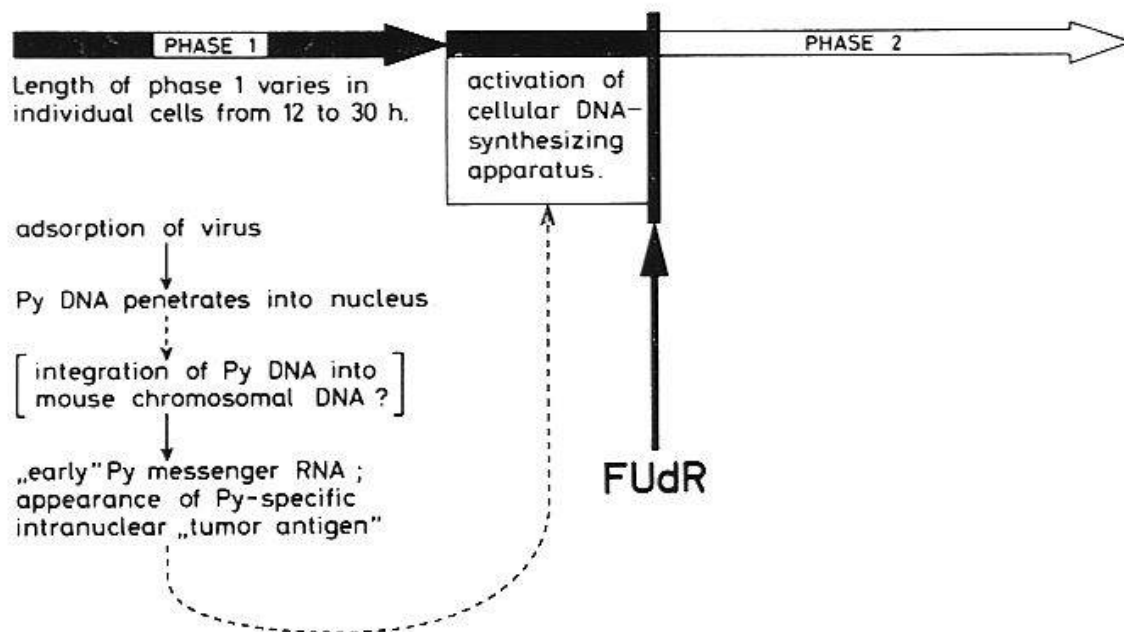 PHASE 1
PHASE 2
Length of phase 1 varies in
individual cells from 12 to 30 h.
activation of
cellular DNA–
synthesizing
apparatus.
adsorption of virus
Py DNA penetrates into nucleus
[integration of Py DNA into
mouse chromosomal DNA ?]
„early” Py messenger RNA ;
appearance of Py-specific
intranuclear „tumor antigen”
FUdR